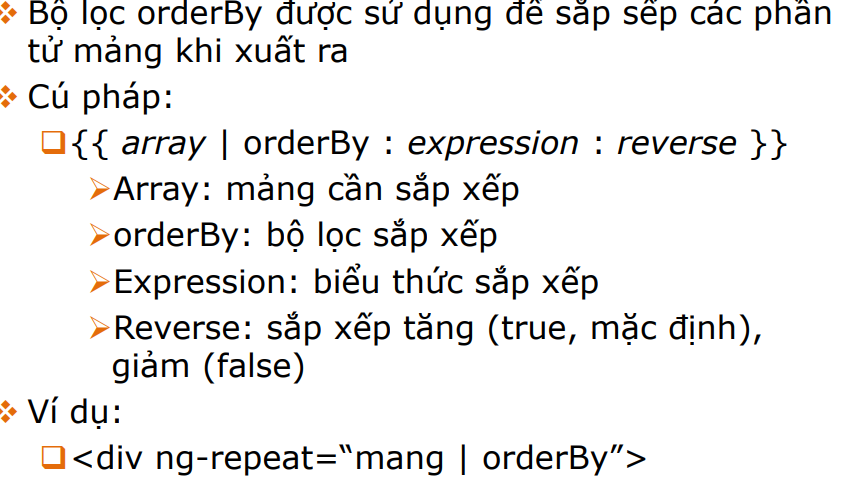 Bộ lọc orderBy được sử dụng để sắp sếp các phần
tử mảng khi xuất ra
Cú pháp:
{{ array | orderBy : expression : reverse }}
Array: mảng cần sắp xếp
orderBy: bộ lọc sắp xếp
Expression: biểu thức sắp xếp
Reverse: sắp xếp tăng (true, mặc định),
giảm (false)
Ví dụ:
<div ng-repeat=“mang | orderBy”>